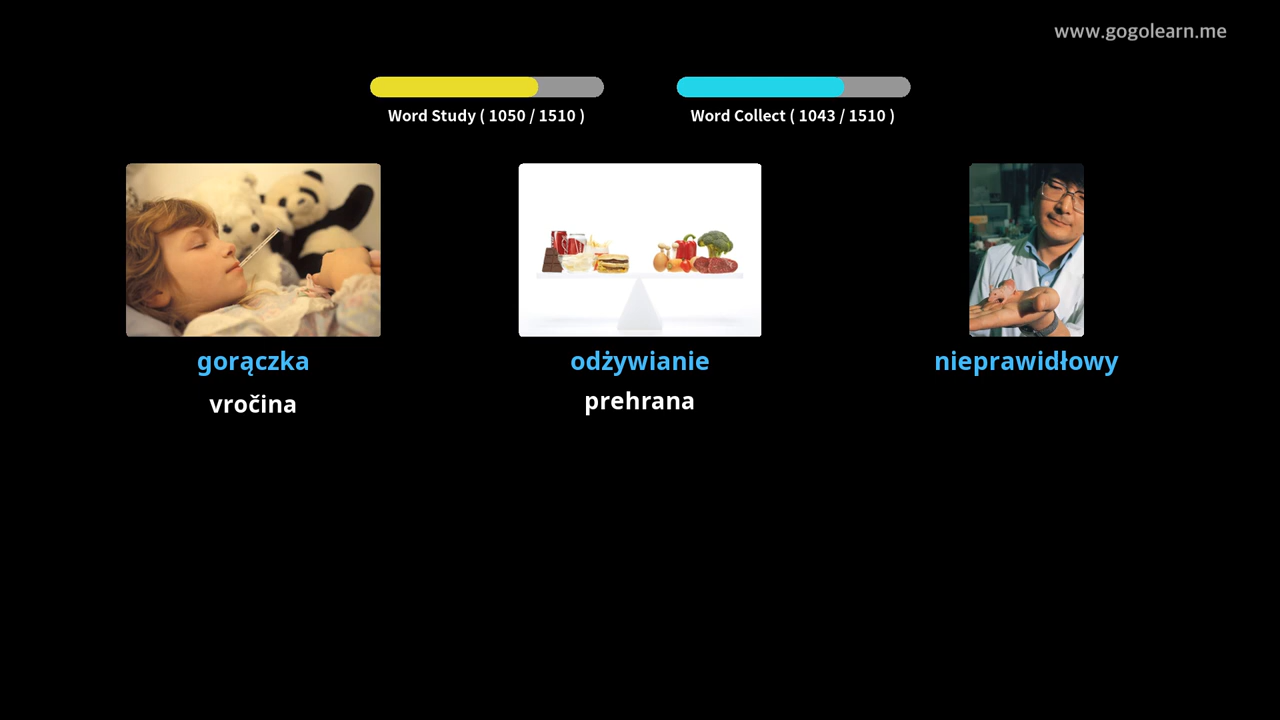 www.gogolearn.me
Word Study ( 1050 / 1510 )
Word Collect ( 1043 / 1510 )
gorączka
odżywianie
nieprawidłowy
vročina
prehrana